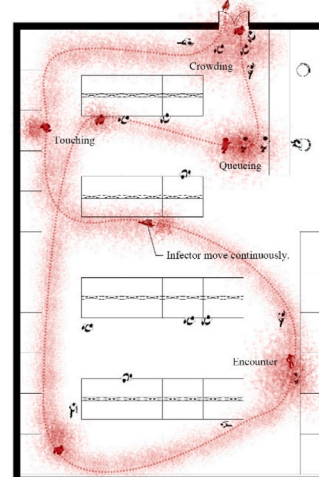 Crowding
Touching
Queueing
Infector move continuously.
Encounter